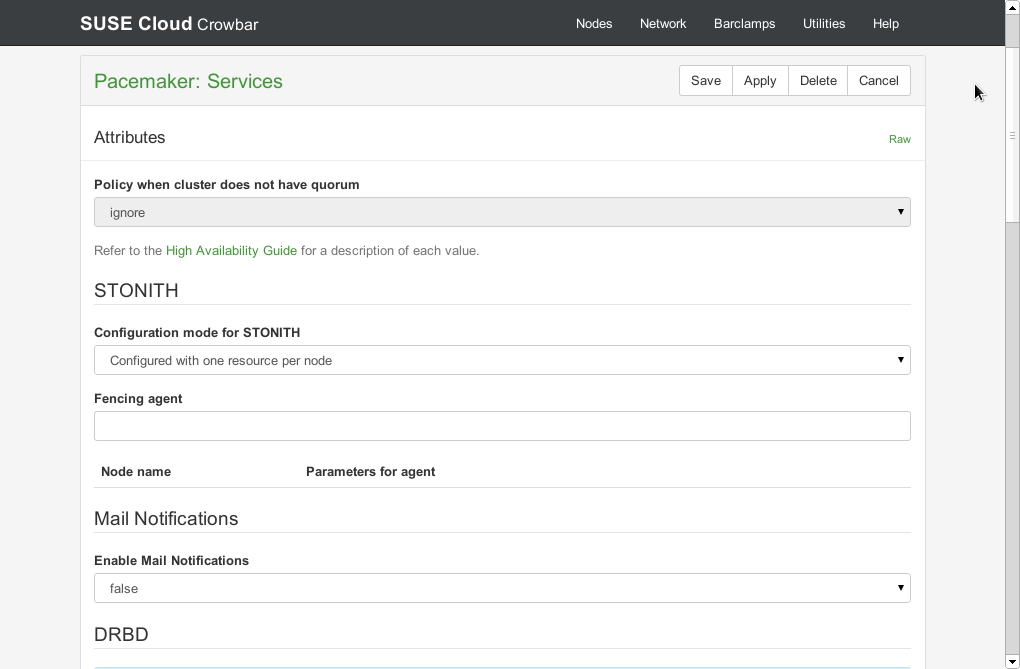 SUSE Cloud Crowbar Nodes Network Barclamps Utilities Help
Pacemaker: Services Save Apply Delete Cancel
Attributes Raw
Policy when cluster does not have quorum
ignore
Refer to the High Availability Guide for a description of each value.
STONITH
Configuration mode for STONITH
Configured with one resource per node
Fencing agent
Node name Parameters for agent
Mail Notifications
Enable Mail Notifications
false
DRBD